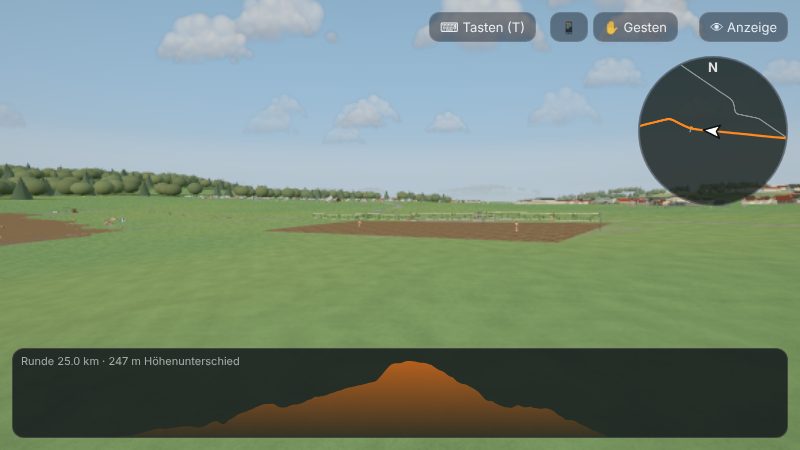 Tasten (T)
Gesten
Anzeige
N
Runde 25.0 km · 247 m Höhenunterschied